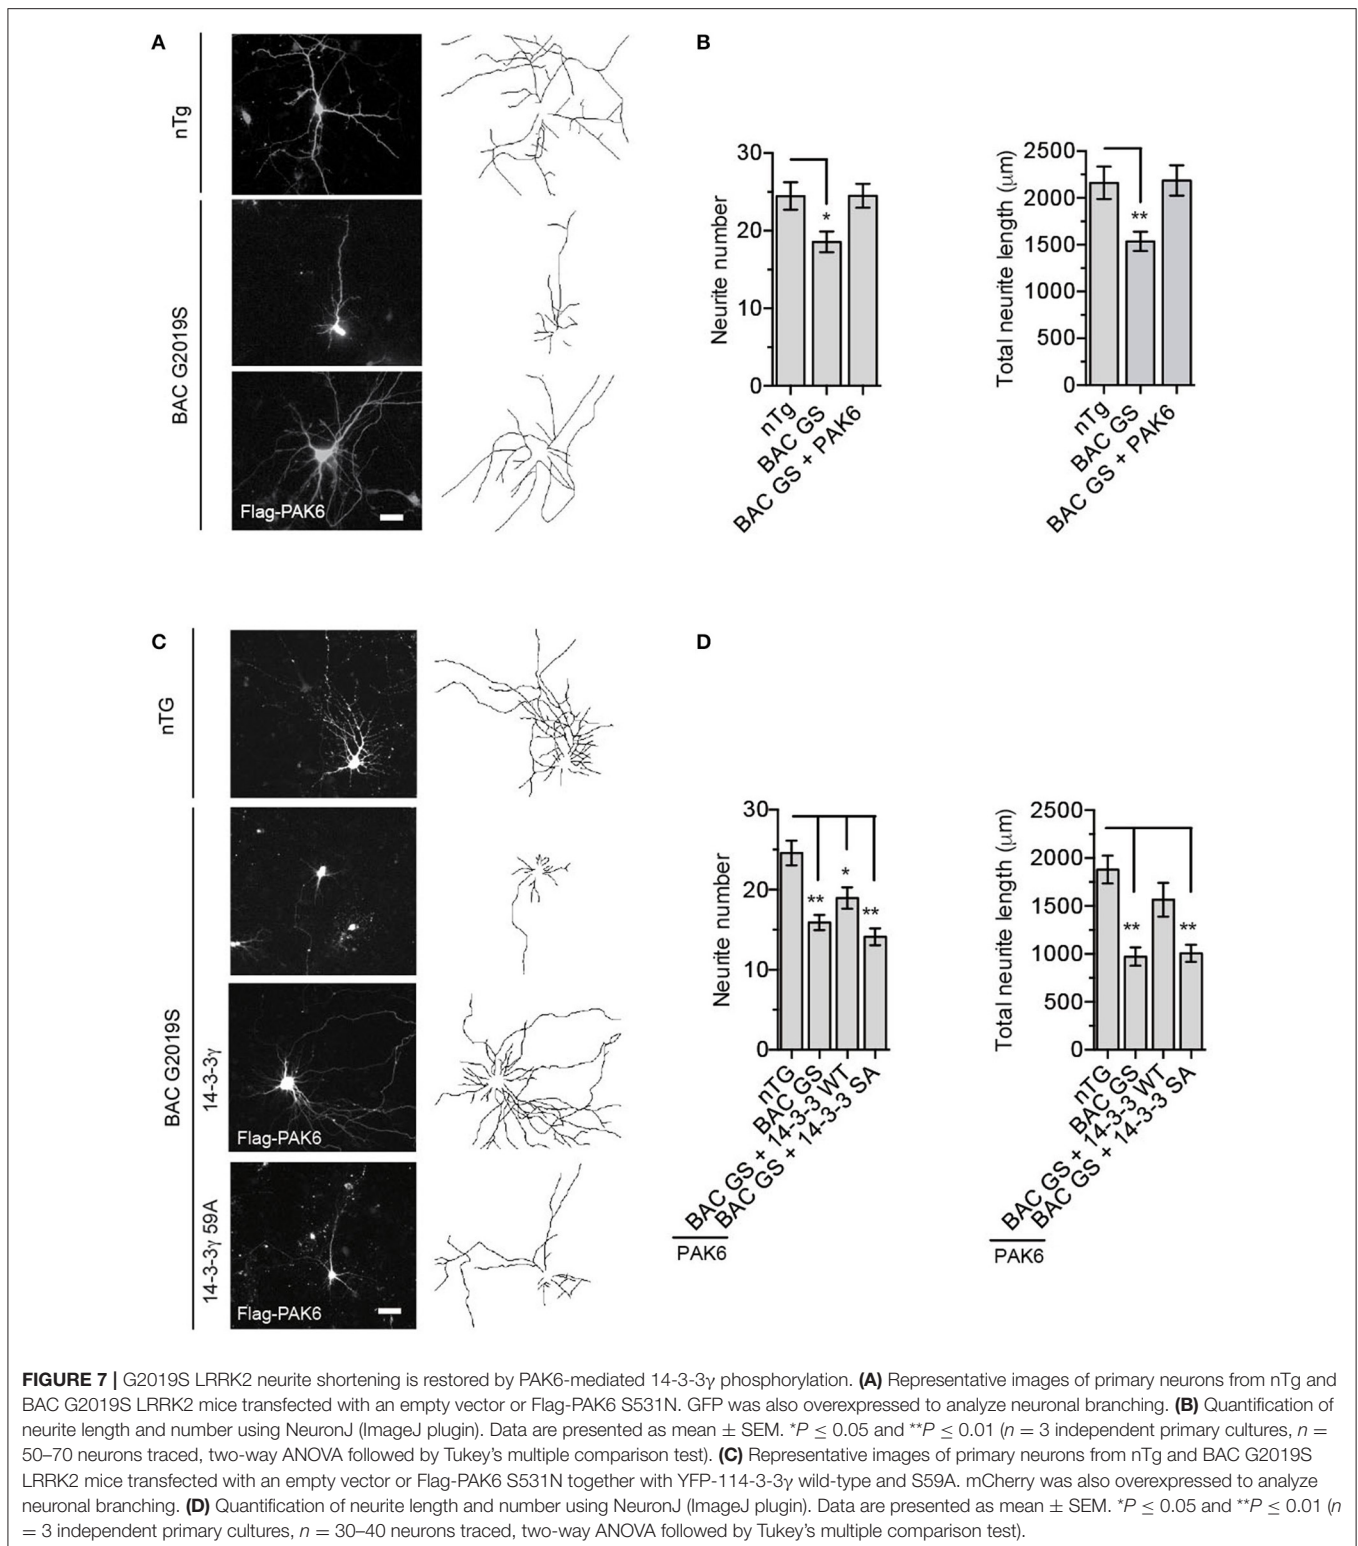 A
B
nTg
BAC G2019S
Flag-PAK6
30
20
10
0
Neurite number
*
nTg
BAC GS
BAC GS + PAK6
2500
2000
1500
1000
500
0
Total neurite length (μm)
**
nTg
BAC GS
BAC GS + PAK6
C
D
nTG
BAC G2019S
14-3-3γ
Flag-PAK6
14-3-3γ 59A
Flag-PAK6
30
20
10
0
Neurite number
**
*
**
nTG
BAC GS
BAC GS + 14-3-3 WT
BAC GS + 14-3-3 SA
PAK6
2500
2000
1500
1000
500
0
Total neurite length (μm)
**
**
nTG
BAC GS
BAC GS + 14-3-3 WT
BAC GS + 14-3-3 SA
PAK6
FIGURE 7 | G2019S LRRK2 neurite shortening is restored by PAK6-mediated 14-3-3γ phosphorylation. (A) Representative images of primary neurons from nTg and
BAC G2019S LRRK2 mice transfected with an empty vector or Flag-PAK6 S531N. GFP was also overexpressed to analyze neuronal branching. (B) Quantification of
neurite length and number using NeuronJ (ImageJ plugin). Data are presented as mean ± SEM. *P ≤ 0.05 and **P ≤ 0.01 (n = 3 independent primary cultures, n =
50–70 neurons traced, two-way ANOVA followed by Tukey's multiple comparison test). (C) Representative images of primary neurons from nTg and BAC G2019S
LRRK2 mice transfected with an empty vector or Flag-PAK6 S531N together with YFP-114-3-3γ wild-type and S59A. mCherry was also overexpressed to analyze
neuronal branching. (D) Quantification of neurite length and number using NeuronJ (ImageJ plugin). Data are presented as mean ± SEM. *P ≤ 0.05 and **P ≤ 0.01 (n
= 3 independent primary cultures, n = 30–40 neurons traced, two-way ANOVA followed by Tukey's multiple comparison test).